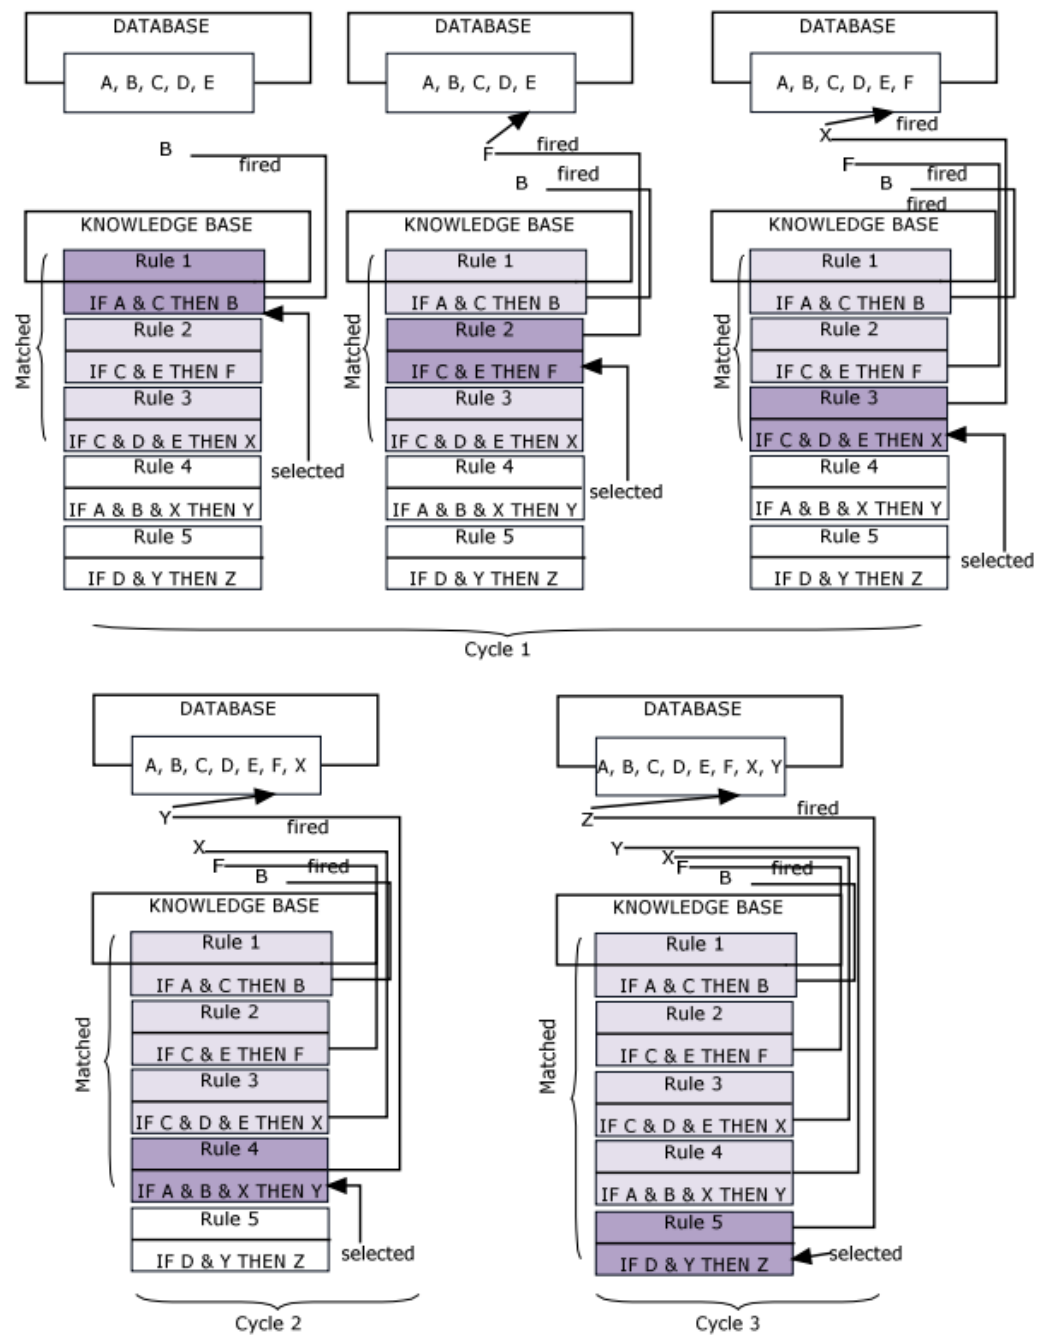 DATABASE
A, B, C, D, E
B
fired
KNOWLEDGE BASE
Matched
Rule 1
IF A & C THEN B
Rule 2
IF C & E THEN F
Rule 3
IF C & D & E THEN X
Rule 4
IF A & B & X THEN Y
Rule 5
IF D & Y THEN Z
selected
DATABASE
A, B, C, D, E
F
fired
B
fired
KNOWLEDGE BASE
Matched
Rule 1
IF A & C THEN B
Rule 2
IF C & E THEN F
Rule 3
IF C & D & E THEN X
Rule 4
IF A & B & X THEN Y
Rule 5
IF D & Y THEN Z
selected
DATABASE
A, B, C, D, E, F
X
fired
F
fired
B
fired
KNOWLEDGE BASE
Matched
Rule 1
IF A & C THEN B
Rule 2
IF C & E THEN F
Rule 3
IF C & D & E THEN X
Rule 4
IF A & B & X THEN Y
Rule 5
IF D & Y THEN Z
selected
Cycle 1
DATABASE
A, B, C, D, E, F, X
Y
fired
X
F
fired
B
KNOWLEDGE BASE
Matched
Rule 1
IF A & C THEN B
Rule 2
IF C & E THEN F
Rule 3
IF C & D & E THEN X
Rule 4
IF A & B & X THEN Y
Rule 5
IF D & Y THEN Z
selected
Cycle 2
DATABASE
A, B, C, D, E, F, X, Y
Z
fired
Y
X
F
fired
B
KNOWLEDGE BASE
Matched
Rule 1
IF A & C THEN B
Rule 2
IF C & E THEN F
Rule 3
IF C & D & E THEN X
Rule 4
IF A & B & X THEN Y
Rule 5
IF D & Y THEN Z
selected
Cycle 3